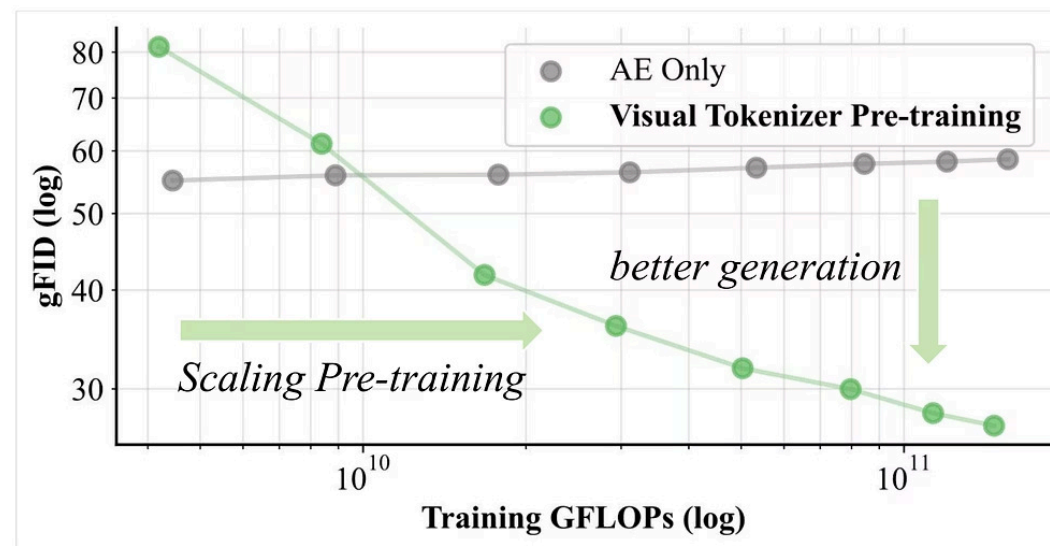 80
70
60
50
40
30
gFID (log)
AE Only
Visual Tokenizer Pre-training
better generation
Scaling Pre-training
10^10
10^11
Training GFLOPs (log)